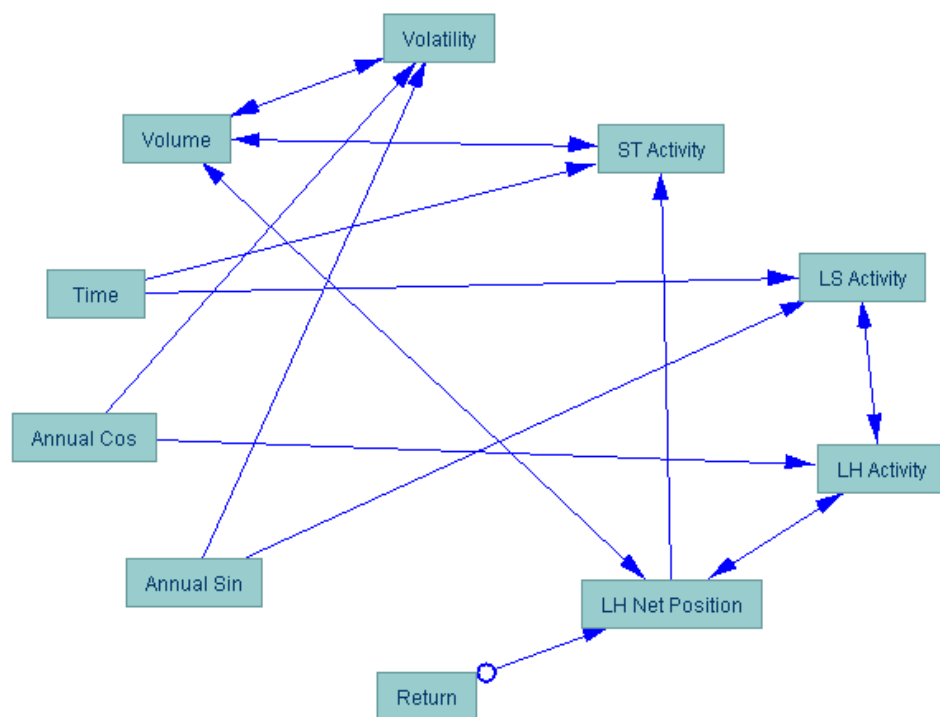 Volatility
Volume
ST Activity
Time
LS Activity
Annual Cos
LH Activity
Annual Sin
LH Net Position
Return